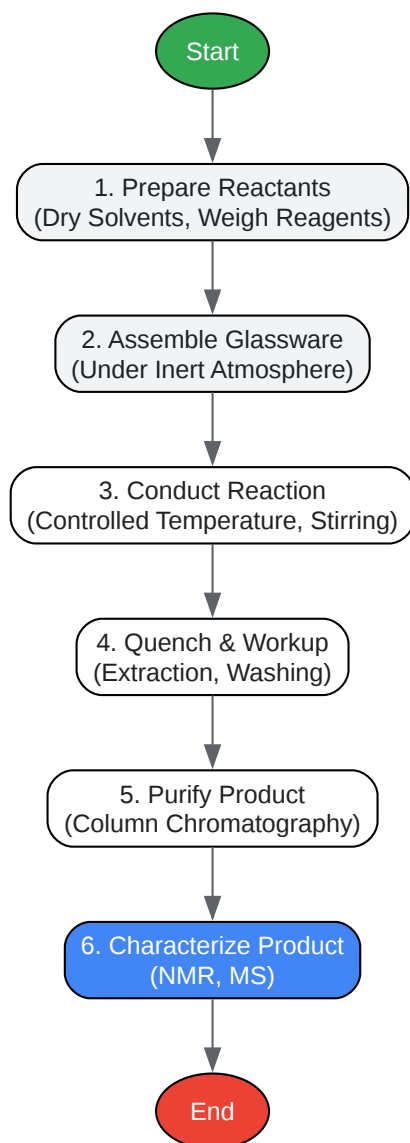 Start
1. Prepare Reactants
(Dry Solvents, Weigh Reagents)
2. Assemble Glassware
(Under Inert Atmosphere)
3. Conduct Reaction
(Controlled Temperature, Stirring)
4. Quench & Workup
(Extraction, Washing)
5. Purify Product
(Column Chromatography)
6. Characterize Product
(NMR, MS)
End